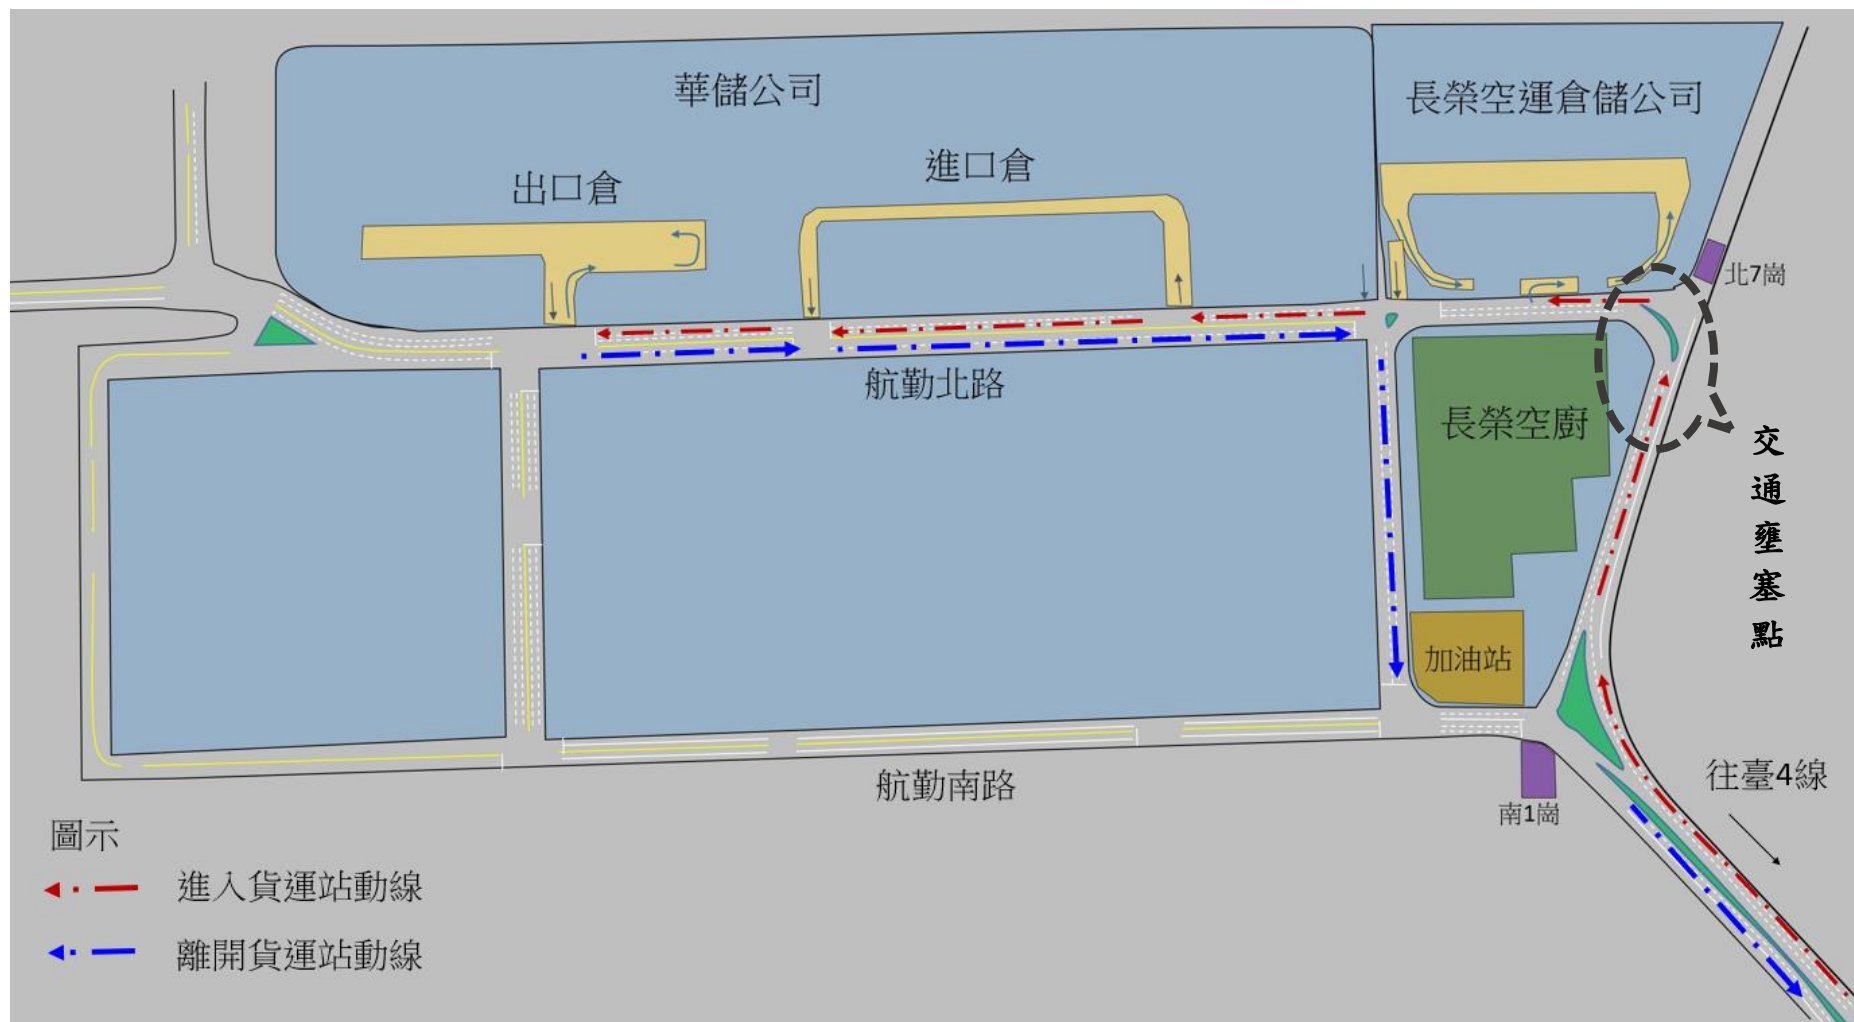 華儲公司
長榮空運倉儲公司
出口倉
進口倉
北7崗
航勤北路
長榮空廚
交通壅塞點
加油站
航勤南路
往臺4線
南1崗
圖示
進入貨運站動線
離開貨運站動線